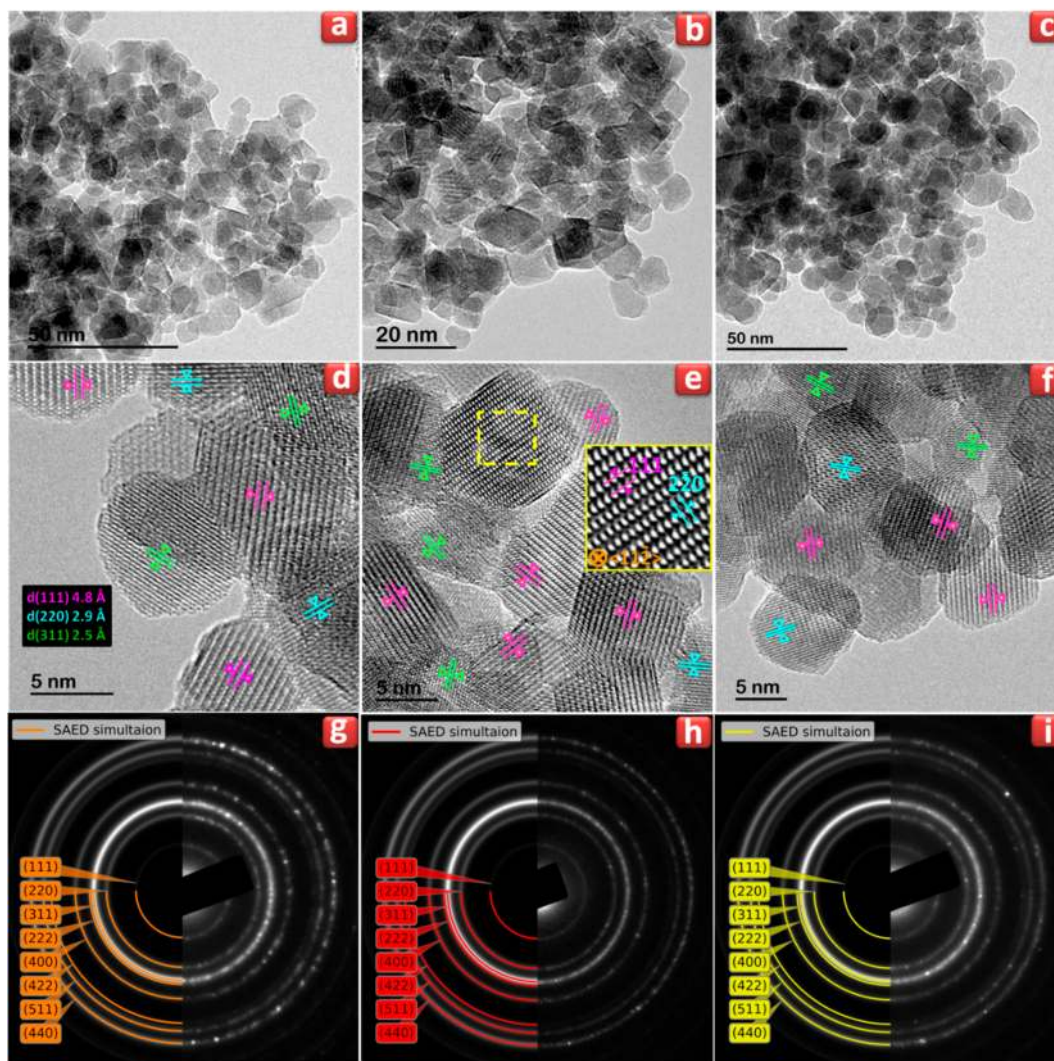 a
b
c
50 nm
20 nm
50 nm
d
e
f
-111
220
<112>
d(111) 4.8 Å
d(220) 2.9 Å
d(311) 2.5 Å
5 nm
5 nm
5 nm
SAED simultaion
g
SAED simultaion
h
SAED simultaion
i
(111)
(220)
(311)
(222)
(400)
(422)
(511)
(440)
(111)
(220)
(311)
(222)
(400)
(422)
(511)
(440)
(111)
(220)
(311)
(222)
(400)
(422)
(511)
(440)